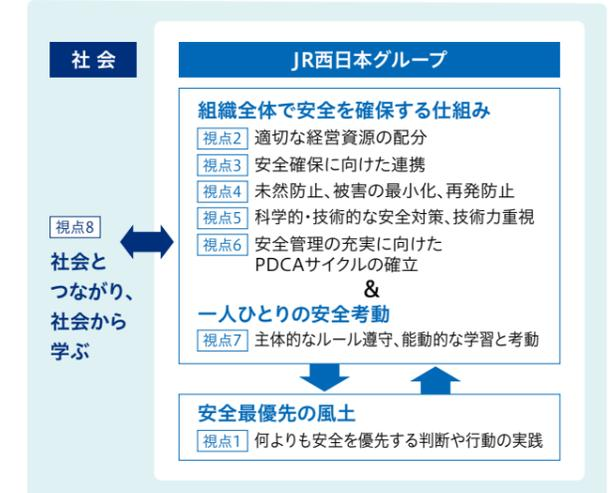 社会
JR西日本グループ
組織全体で安全を確保する仕組み
視点2 適切な経営資源の配分
視点3 安全確保に向けた連携
視点4 未然防止、被害の最小化、再発防止
視点5 科学的・技術的な安全対策、技術力重視
視点6 安全管理の充実に向けた
PDCAサイクルの確立
&
一人ひとりの安全考動
視点7 主体的なルール遵守、能動的な学習と考動
視点8
社会と
つながり、
社会から
学ぶ
安全最優先の風土
視点1 何よりも安全を優先する判断や行動の実践